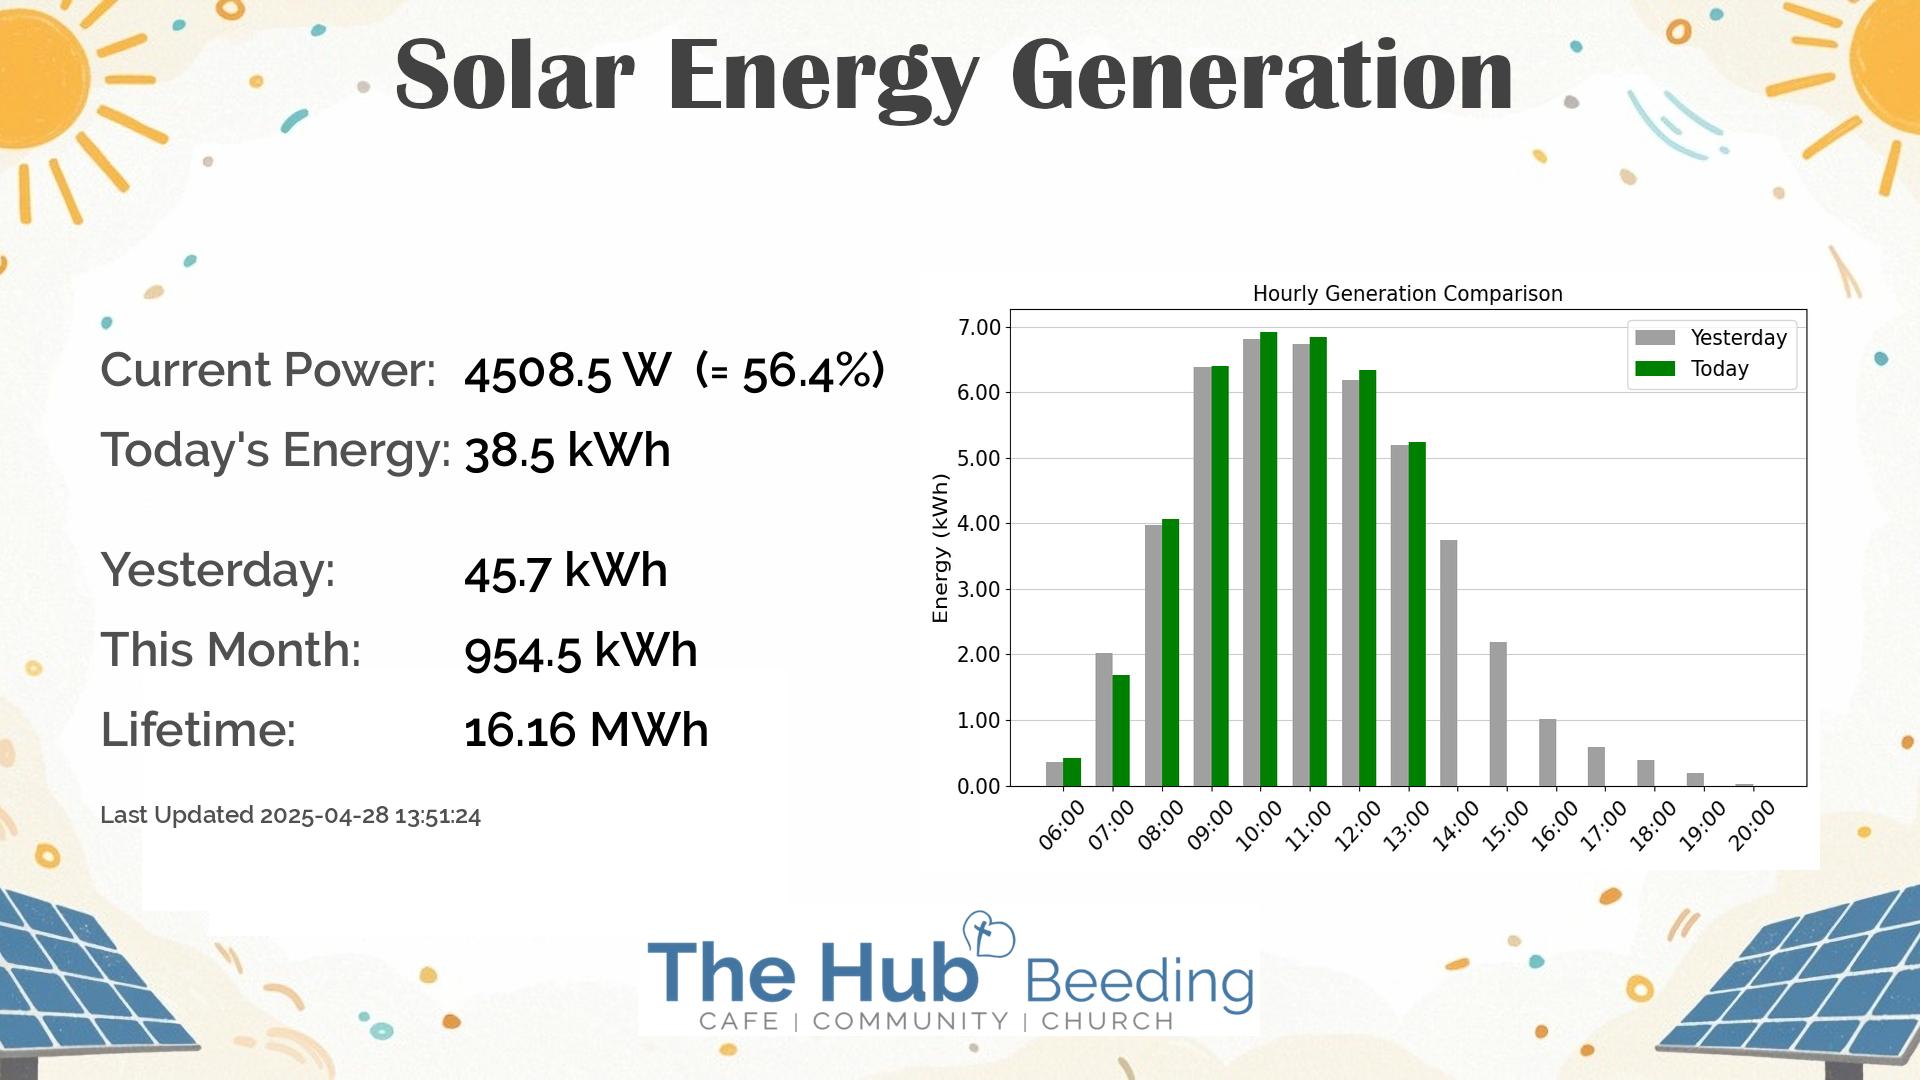 Solar Energy Generation
Current Power: 4508.5 W (= 56.4%)
Today's Energy: 38.5 kWh
Yesterday: 45.7 kWh
This Month: 954.5 kWh
Lifetime: 16.16 MWh
Last Updated 2025-04-28 13:51:24
Hourly Generation Comparison
Yesterday
Today
Energy (kWh)
7.00
6.00
5.00
4.00
3.00
2.00
1.00
0.00
06:00 07:00 08:00 09:00 10:00 11:00 12:00 13:00 14:00 15:00 16:00 17:00 18:00 19:00 20:00
The Hub Beeding
CAFE | COMMUNITY | CHURCH